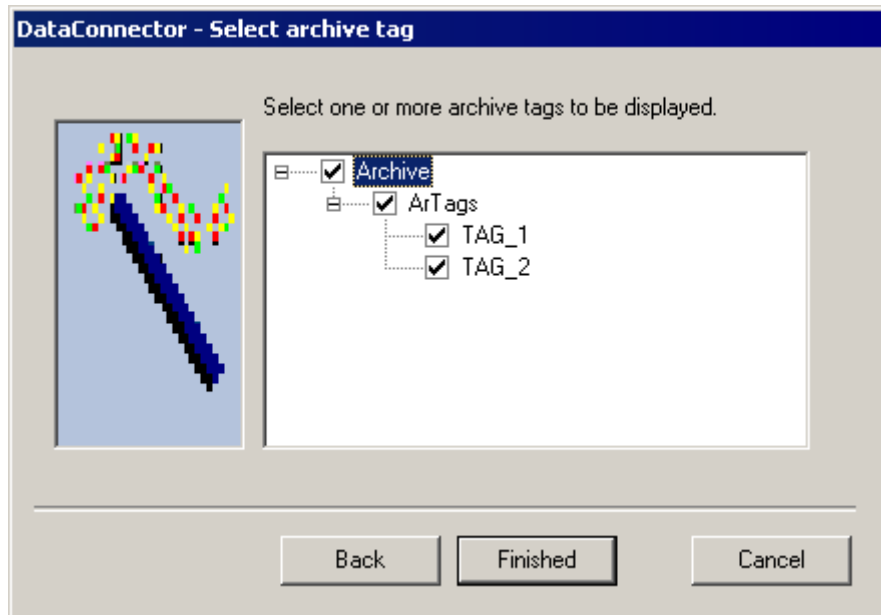 DataConnector - Select archive tag
Select one or more archive tags to be displayed.
Archive
ArTags
TAG_1
TAG_2
Back Finished Cancel